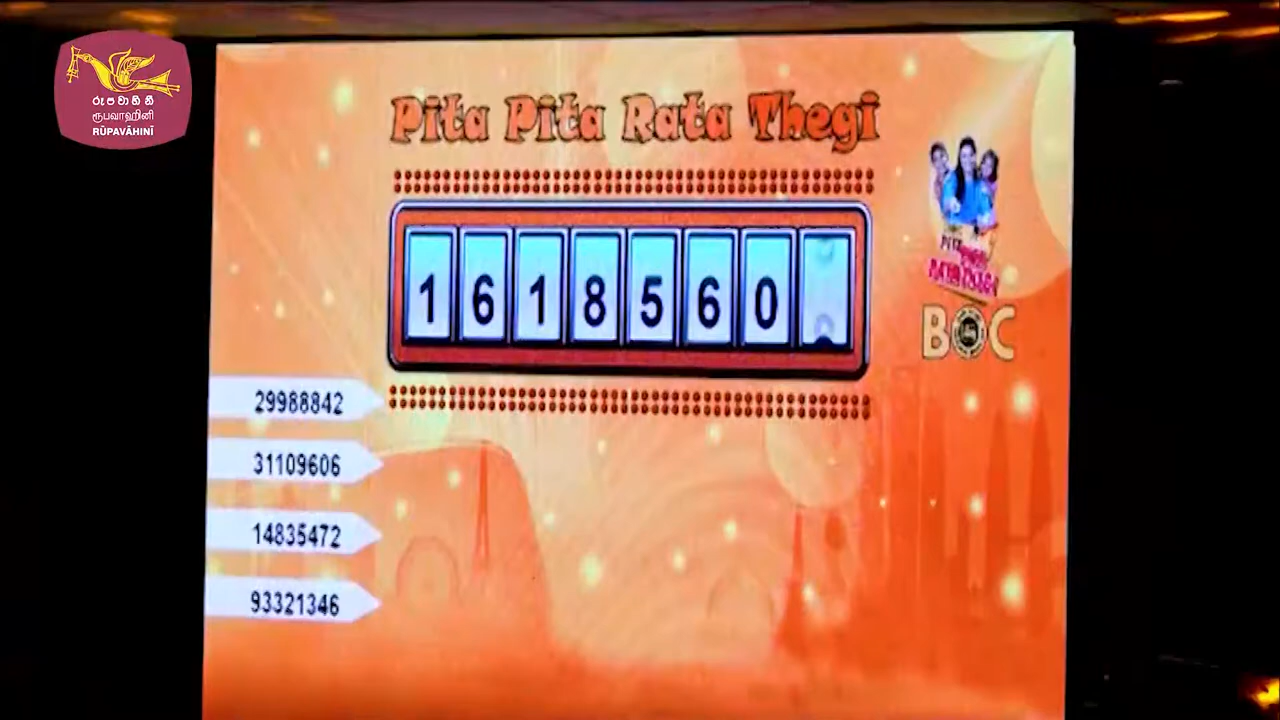 රූපවාහිනී
ரூபவாஹினி
RŪPAVĀHINĪ
Pita Pita Rata Thegi
1618560
BOC
29988842
31109606
14835472
93321346